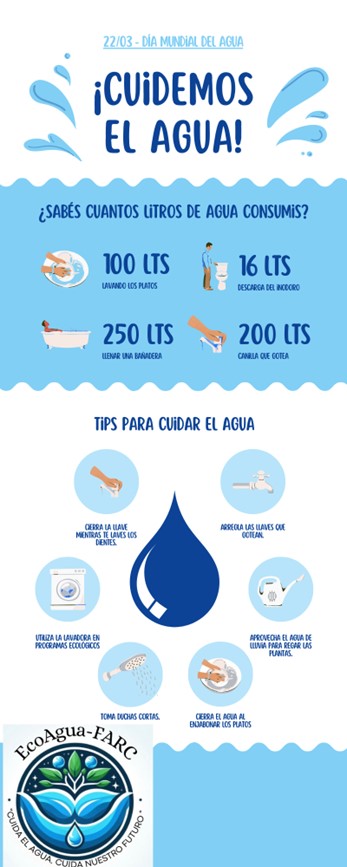 22/03 - DÍA MUNDIAL DEL AGUA
¡CUIDEMOS
EL AGUA!
¿SABÉS CUANTOS LITROS DE AGUA CONSUMIS?
100 LTS
LAVANDO LOS PLATOS
16 LTS
DESCARGA DEL INODORO
250 LTS
LLENAR UNA BAÑADERA
200 LTS
CANILLA QUE GOTEA
TIPS PARA CUIDAR EL AGUA
CIERRA LA LLAVE
MIENTRAS TE LAVES LOS
DIENTES.
ARREGLA LAS LLAVES QUE
GOTEAN.
UTILIZA LA LAVADORA EN
PROGRAMAS ECOLÓGICOS
APROVECHA EL AGUA DE
LLUVIA PARA REGAR LAS
PLANTAS.
TOMA DUCHAS CORTAS.
CIERRA EL AGUA AL
ENJABONAR LOS PLATOS
EcoAgua-FARC
"CUIDA EL AGUA, CUIDA NUESTRO FUTURO"